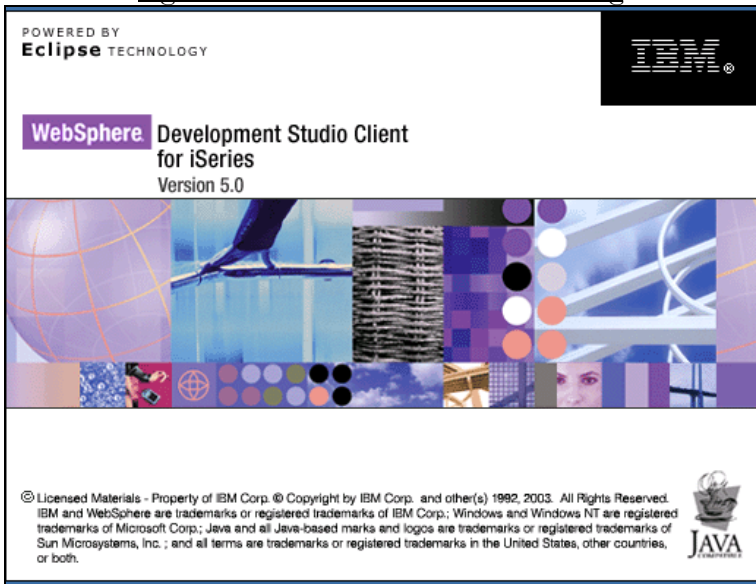 POWERED BY
Eclipse TECHNOLOGY
IBM®
WebSphere. Development Studio Client
for iSeries
Version 5.0
© Licensed Materials - Property of IBM Corp. © Copyright by IBM Corp. and other(s) 1992, 2003. All Rights Reserved.
IBM and WebSphere are trademarks or registered trademarks of IBM Corp.; Windows and Windows NT are registered
trademarks of Microsoft Corp.; Java and all Java-based marks and logos are trademarks or registered trademarks of
Sun Microsystems, Inc. ; and all terms are trademarks or registered trademarks in the United States, other countries,
or both.
JAVA
COMPATIBLE